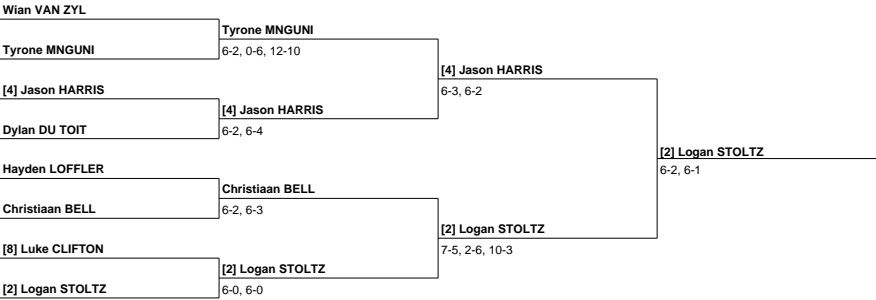 Wian VAN ZYL
Tyrone MNGUNI
Tyrone MNGUNI
6-2, 0-6, 12-10
[4] Jason HARRIS
6-3, 6-2
[4] Jason HARRIS
[4] Jason HARRIS
6-2, 6-4
Dylan DU TOIT
[2] Logan STOLTZ
6-2, 6-1
Hayden LOFFLER
Christiaan BELL
Christiaan BELL
6-2, 6-3
[2] Logan STOLTZ
7-5, 2-6, 10-3
[8] Luke CLIFTON
[2] Logan STOLTZ
[2] Logan STOLTZ
6-0, 6-0